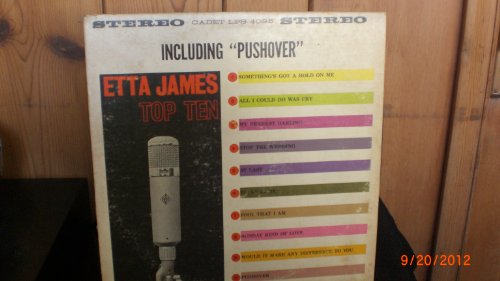 STEREO CADET LPS 4025 STEREO
INCLUDING "PUSHOVER"
ETTA JAMES
TOP TEN
SOMETHING'S GOT A HOLD ON ME
ALL I COULD DO WAS CRY
MY DEAREST DARLING
STOP THE WEDDING
AT LAST
FOOL THAT I AM
SUNDAY KIND OF LOVE
WOULD IT MAKE ANY DIFFERENCE TO YOU
PUSHOVER
9/20/2012